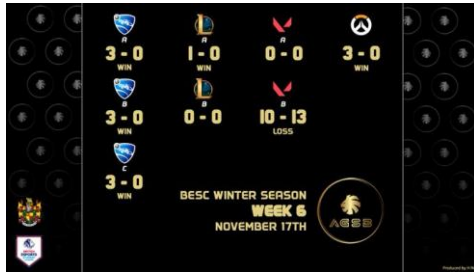 A A A
3 - 0 1 - 0 0 - 0 3 - 0
WIN WIN WIN
B B B
3 - 0 0 - 0 10 - 13
WIN LOSS
C
3 - 0
WIN
BESC WINTER SEASON
WEEK 6
NOVEMBER 17TH
AGSB